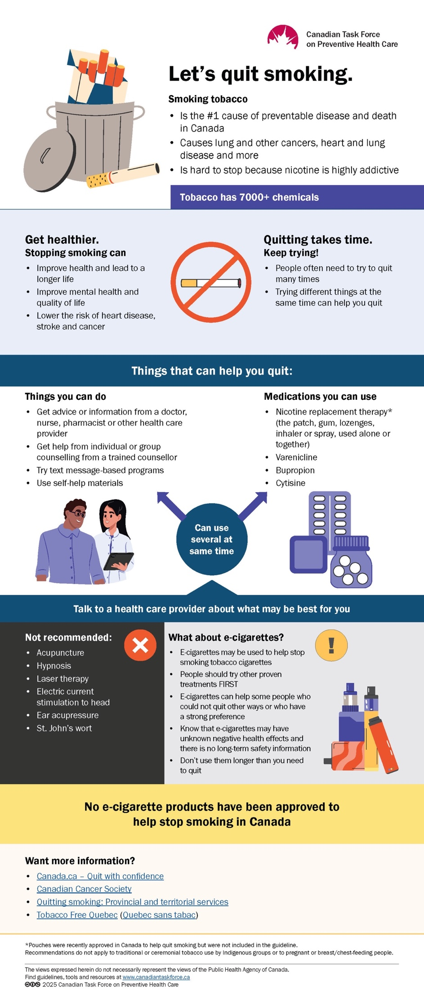 Canadian Task Force
on Preventive Health Care
Let's quit smoking.
Smoking tobacco
• Is the #1 cause of preventable disease and death
in Canada
• Causes lung and other cancers, heart and lung
disease and more
• Is hard to stop because nicotine is highly addictive
Tobacco has 7000+ chemicals
Get healthier.
Stopping smoking can
• Improve health and lead to a
longer life
• Improve mental health and
quality of life
• Lower the risk of heart disease,
stroke and cancer
Quitting takes time.
Keep trying!
• People often need to try to quit
many times
• Trying different things at the
same time can help you quit
Things that can help you quit:
Things you can do
• Get advice or information from a doctor,
nurse, pharmacist or other health care
provider
• Get help from individual or group
counselling from a trained counsellor
• Try text message-based programs
• Use self-help materials
Medications you can use
• Nicotine replacement therapy*
(the patch, gum, lozenges,
inhaler or spray, used alone or
together)
• Varenicline
• Bupropion
• Cytisine
Can use
several at
same time
Talk to a health care provider about what may be best for you
Not recommended:
• Acupuncture
• Hypnosis
• Laser therapy
• Electric current
stimulation to head
• Ear acupressure
• St. John's wort
What about e-cigarettes?
• E-cigarettes may be used to help stop
smoking tobacco cigarettes
• People should try other proven
treatments FIRST
• E-cigarettes can help some people who
could not quit other ways or who have
a strong preference
• Know that e-cigarettes may have
unknown negative health effects and
there is no long-term safety information
• Don't use them longer than you need
to quit
!
No e-cigarette products have been approved to
help stop smoking in Canada
Want more information?
• Canada.ca – Quit with confidence
• Canadian Cancer Society
• Quitting smoking: Provincial and territorial services
• Tobacco Free Quebec (Quebec sans tabac)
*Pouches were recently approved in Canada to help quit smoking but were not included in the guideline.
Recommendations do not apply to traditional or ceremonial tobacco use by Indigenous groups or to pregnant or breast/chest-feeding people.
The views expressed herein do not necessarily represent the views of the Public Health Agency of Canada.
Find guidelines, tools and resources at www.canadiantaskforce.ca
2025 Canadian Task Force on Preventive Health Care